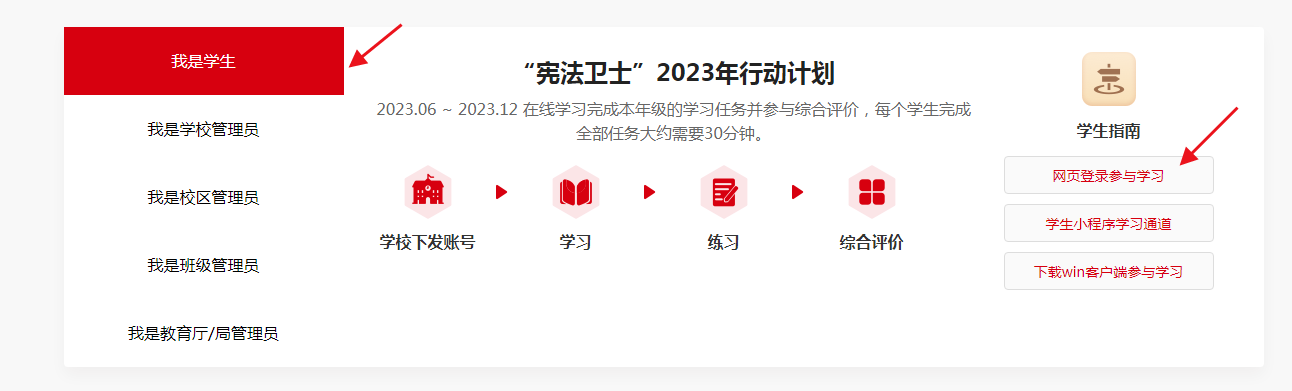 我是学生
我是学校管理员
我是校区管理员
我是班级管理员
我是教育厅/局管理员
“宪法卫士”2023年行动计划
2023.06 ~ 2023.12 在线学习完成本年级的学习任务并参与综合评价，每个学生完成
全部任务大约需要30分钟。
学校下发账号
学习
练习
综合评价
学生指南
网页登录参与学习
学生小程序学习通道
下载win客户端参与学习